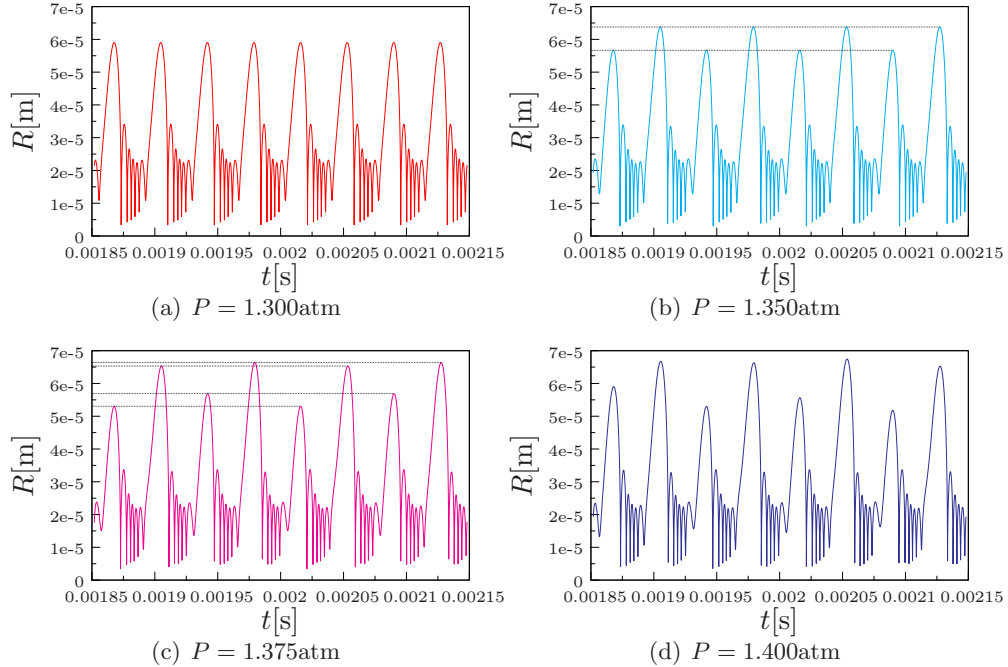 7e-5
6e-5
5e-5
4e-5
3e-5
2e-5
1e-5
0
R[m]
0.00185 0.0019 0.00195 0.002 0.00205 0.0021 0.00215
t[s]
(a) P = 1.300atm
7e-5
6e-5
5e-5
4e-5
3e-5
2e-5
1e-5
0
R[m]
0.00185 0.0019 0.00195 0.002 0.00205 0.0021 0.00215
t[s]
(b) P = 1.350atm
7e-5
6e-5
5e-5
4e-5
3e-5
2e-5
1e-5
0
R[m]
0.00185 0.0019 0.00195 0.002 0.00205 0.0021 0.00215
t[s]
(c) P = 1.375atm
7e-5
6e-5
5e-5
4e-5
3e-5
2e-5
1e-5
0
R[m]
0.00185 0.0019 0.00195 0.002 0.00205 0.0021 0.00215
t[s]
(d) P = 1.400atm